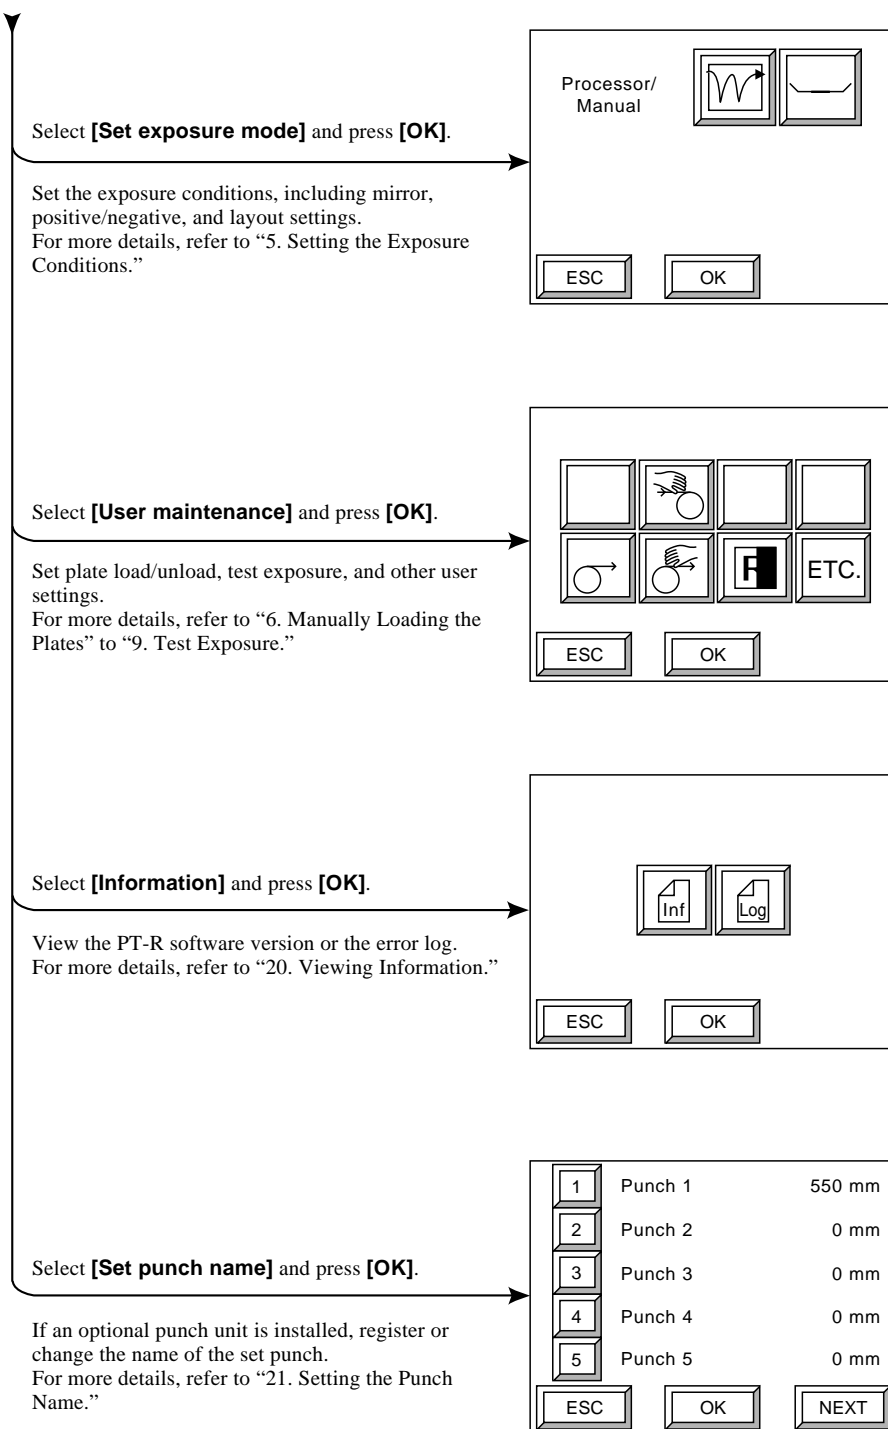 Processor/
Manual
Select [Set exposure mode] and press [OK].
Set the exposure conditions, including mirror,
positive/negative, and layout settings.
For more details, refer to “5. Setting the Exposure
Conditions.”
ESC
OK
Select [User maintenance] and press [OK].
Set plate load/unload, test exposure, and other user
settings.
For more details, refer to “6. Manually Loading the
Plates” to “9. Test Exposure.”
R
ETC.
ESC
OK
Select [Information] and press [OK].
View the PT-R software version or the error log.
For more details, refer to “20. Viewing Information.”
Inf
Log
ESC
OK
Select [Set punch name] and press [OK].
If an optional punch unit is installed, register or
change the name of the set punch.
For more details, refer to “21. Setting the Punch
Name.”
1 Punch 1 550 mm
2 Punch 2 0 mm
3 Punch 3 0 mm
4 Punch 4 0 mm
5 Punch 5 0 mm
ESC
OK
NEXT